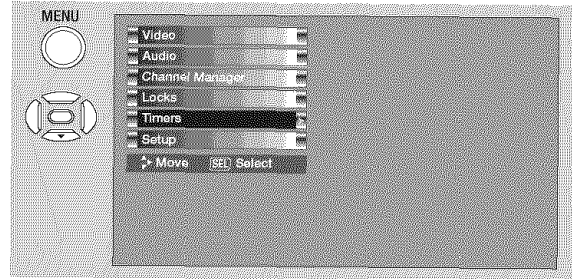 MENU
Video
Audio
Channel Manager
Locks
Timers
Setup
Move SEL Select